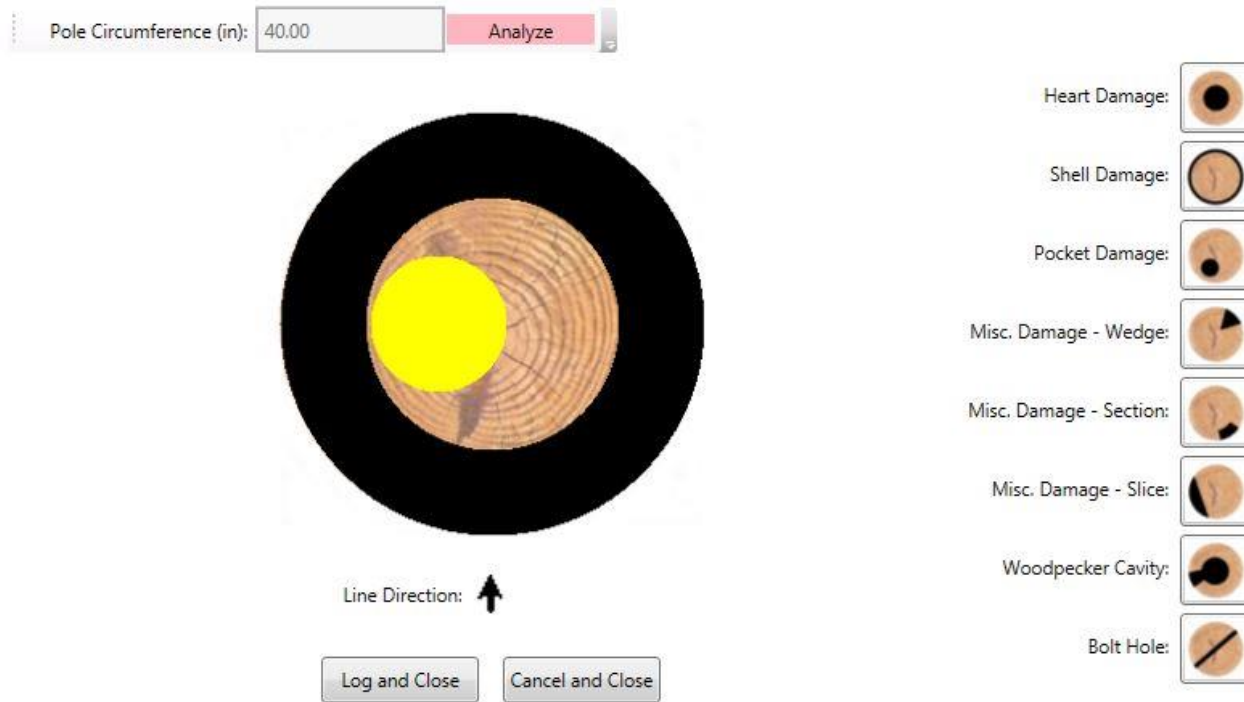 Pole Circumference (in): 40.00 Analyze
Heart Damage:
Shell Damage:
Pocket Damage:
Misc. Damage - Wedge:
Misc. Damage - Section:
Misc. Damage - Slice:
Woodpecker Cavity:
Bolt Hole:
Line Direction:
Log and Close Cancel and Close